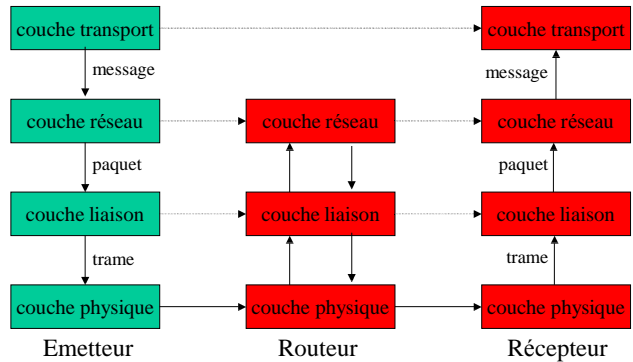 couche transport
couche transport
message
message
couche réseau
couche réseau
couche réseau
paquet
paquet
couche liaison
couche liaison
couche liaison
trame
trame
couche physique
couche physique
couche physique
Emetteur
Routeur
Récepteur